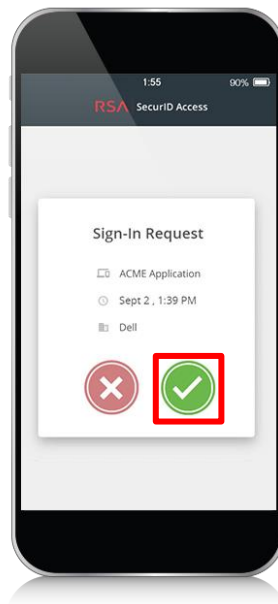 1:55 90%
RSA SecurID Access
Sign-In Request
ACME Application
Sept 2 , 1:39 PM
Dell